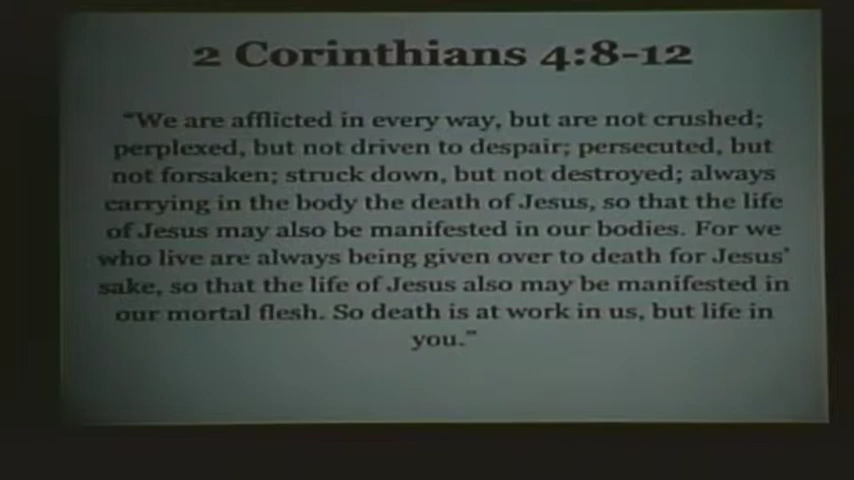 2 Corinthians 4:8-12
"We are afflicted in every way, but are not crushed;
perplexed, but not driven to despair; persecuted, but
not forsaken; struck down, but not destroyed; always
carrying in the body the death of Jesus, so that the life
of Jesus may also be manifested in our bodies. For we
who live are always being given over to death for Jesus'
sake, so that the life of Jesus also may be manifested in
our mortal flesh. So death is at work in us, but life in
you."